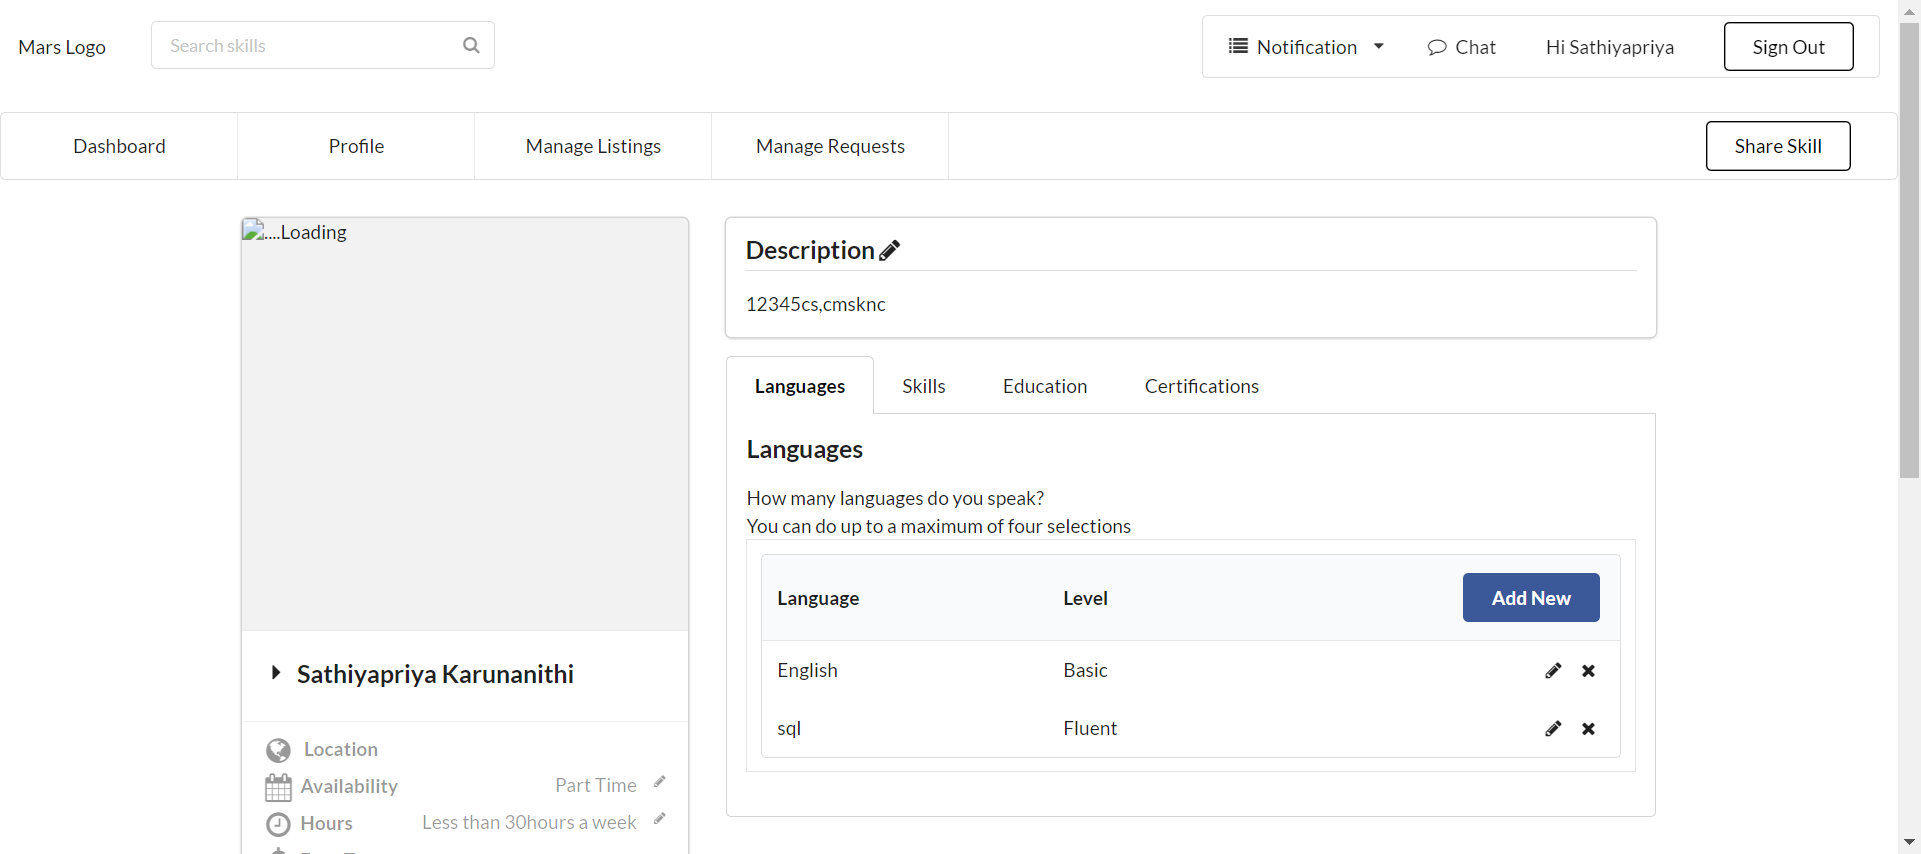 Mars Logo
Search skills
Notification
Chat
Hi Sathiyapriya
Sign Out
Dashboard
Profile
Manage Listings
Manage Requests
Share Skill
....Loading
Sathiyapriya Karunanithi
Location
Availability
Part Time
Hours
Less than 30hours a week
Description
12345cs,cmsknc
Languages
Skills
Education
Certifications
Languages
How many languages do you speak?
You can do up to a maximum of four selections
Language
Level
Add New
English
Basic
sql
Fluent